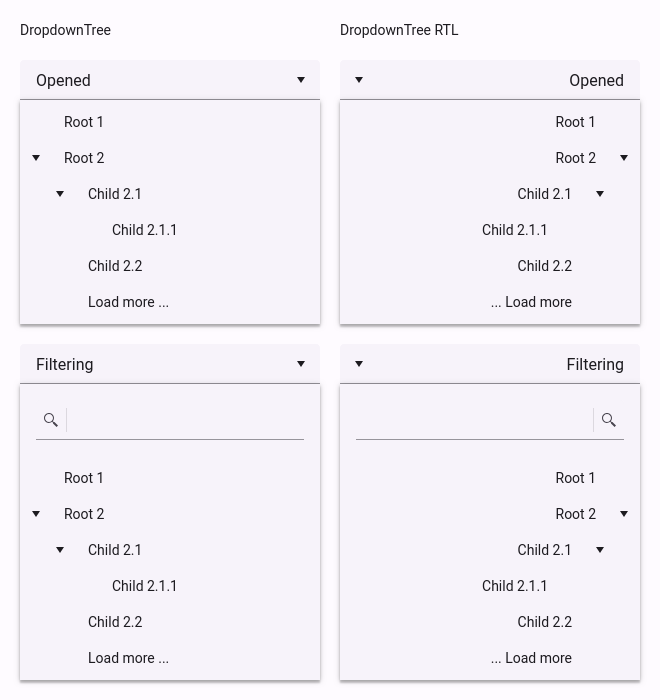 DropdownTree
DropdownTree RTL
Opened
Root 1
Root 2
Child 2.1
Child 2.1.1
Child 2.2
Load more ...
Opened
Root 1
Root 2
Child 2.1
Child 2.1.1
Child 2.2
... Load more
Filtering
Root 1
Root 2
Child 2.1
Child 2.1.1
Child 2.2
Load more ...
Filtering
Root 1
Root 2
Child 2.1
Child 2.1.1
Child 2.2
... Load more